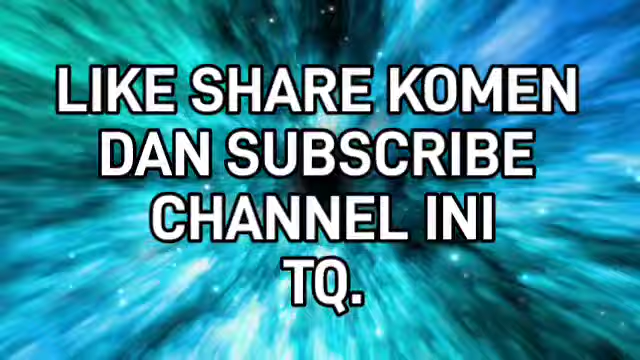 LIKE SHARE KOMEN
DAN SUBSCRIBE
CHANNEL INI
TQ.